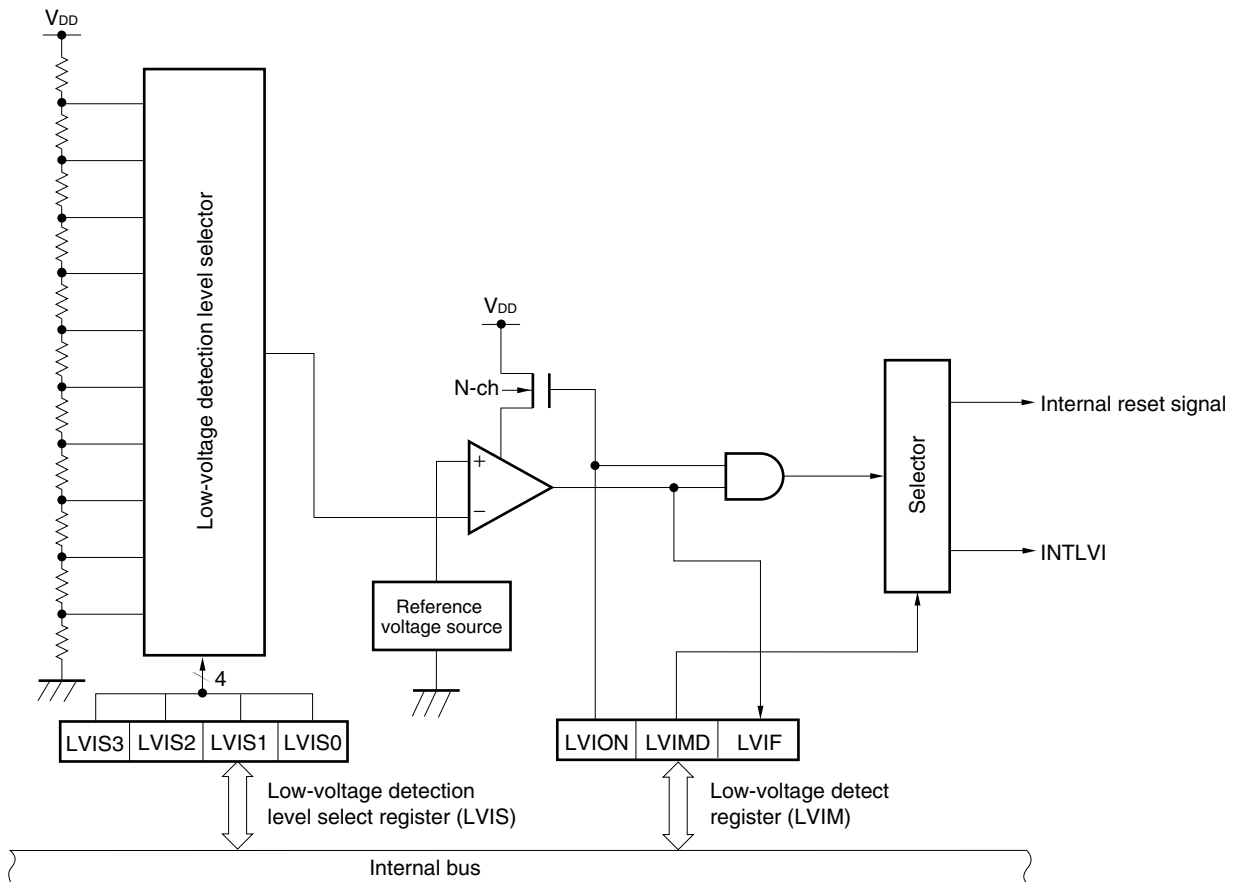 VDD
Low-voltage detection level selector
VDD
N-ch
+
−
Reference
voltage source
Selector
Internal reset signal
INTLVI
4
LVIS3 LVIS2 LVIS1 LVIS0
LVION LVIMD LVIF
Low-voltage detection
level select register (LVIS)
Low-voltage detect
register (LVIM)
Internal bus